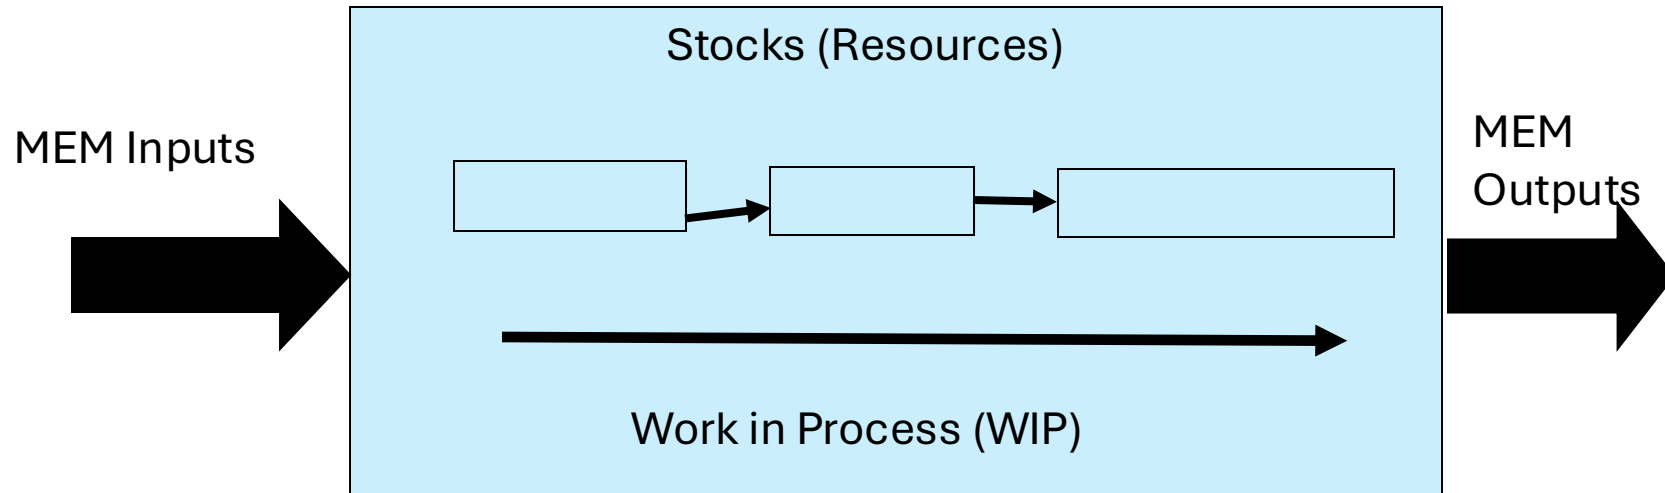 Stocks (Resources)
MEM Inputs
MEM
Outputs
Work in Process (WIP)